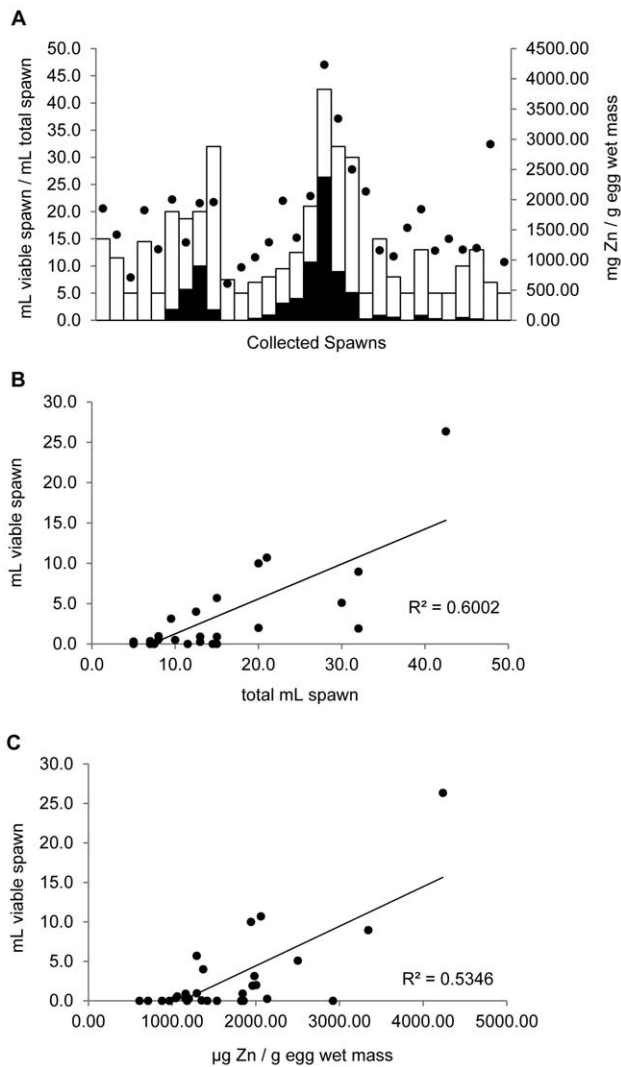 A
50.0
45.0
40.0
35.0
30.0
25.0
20.0
15.0
10.0
5.0
0.0
mL viable spawn / mL total spawn
4500.00
4000.00
3500.00
3000.00
2500.00
2000.00
1500.00
1000.00
500.00
0.00
mg Zn / g egg wet mass
Collected Spawns
B
30.0
25.0
20.0
15.0
10.0
5.0
0.0
mL viable spawn
R² = 0.6002
0.0 10.0 20.0 30.0 40.0 50.0
total mL spawn
C
30.0
25.0
20.0
15.0
10.0
5.0
0.0
mL viable spawn
R² = 0.5346
0.00 1000.00 2000.00 3000.00 4000.00 5000.00
µg Zn / g egg wet mass